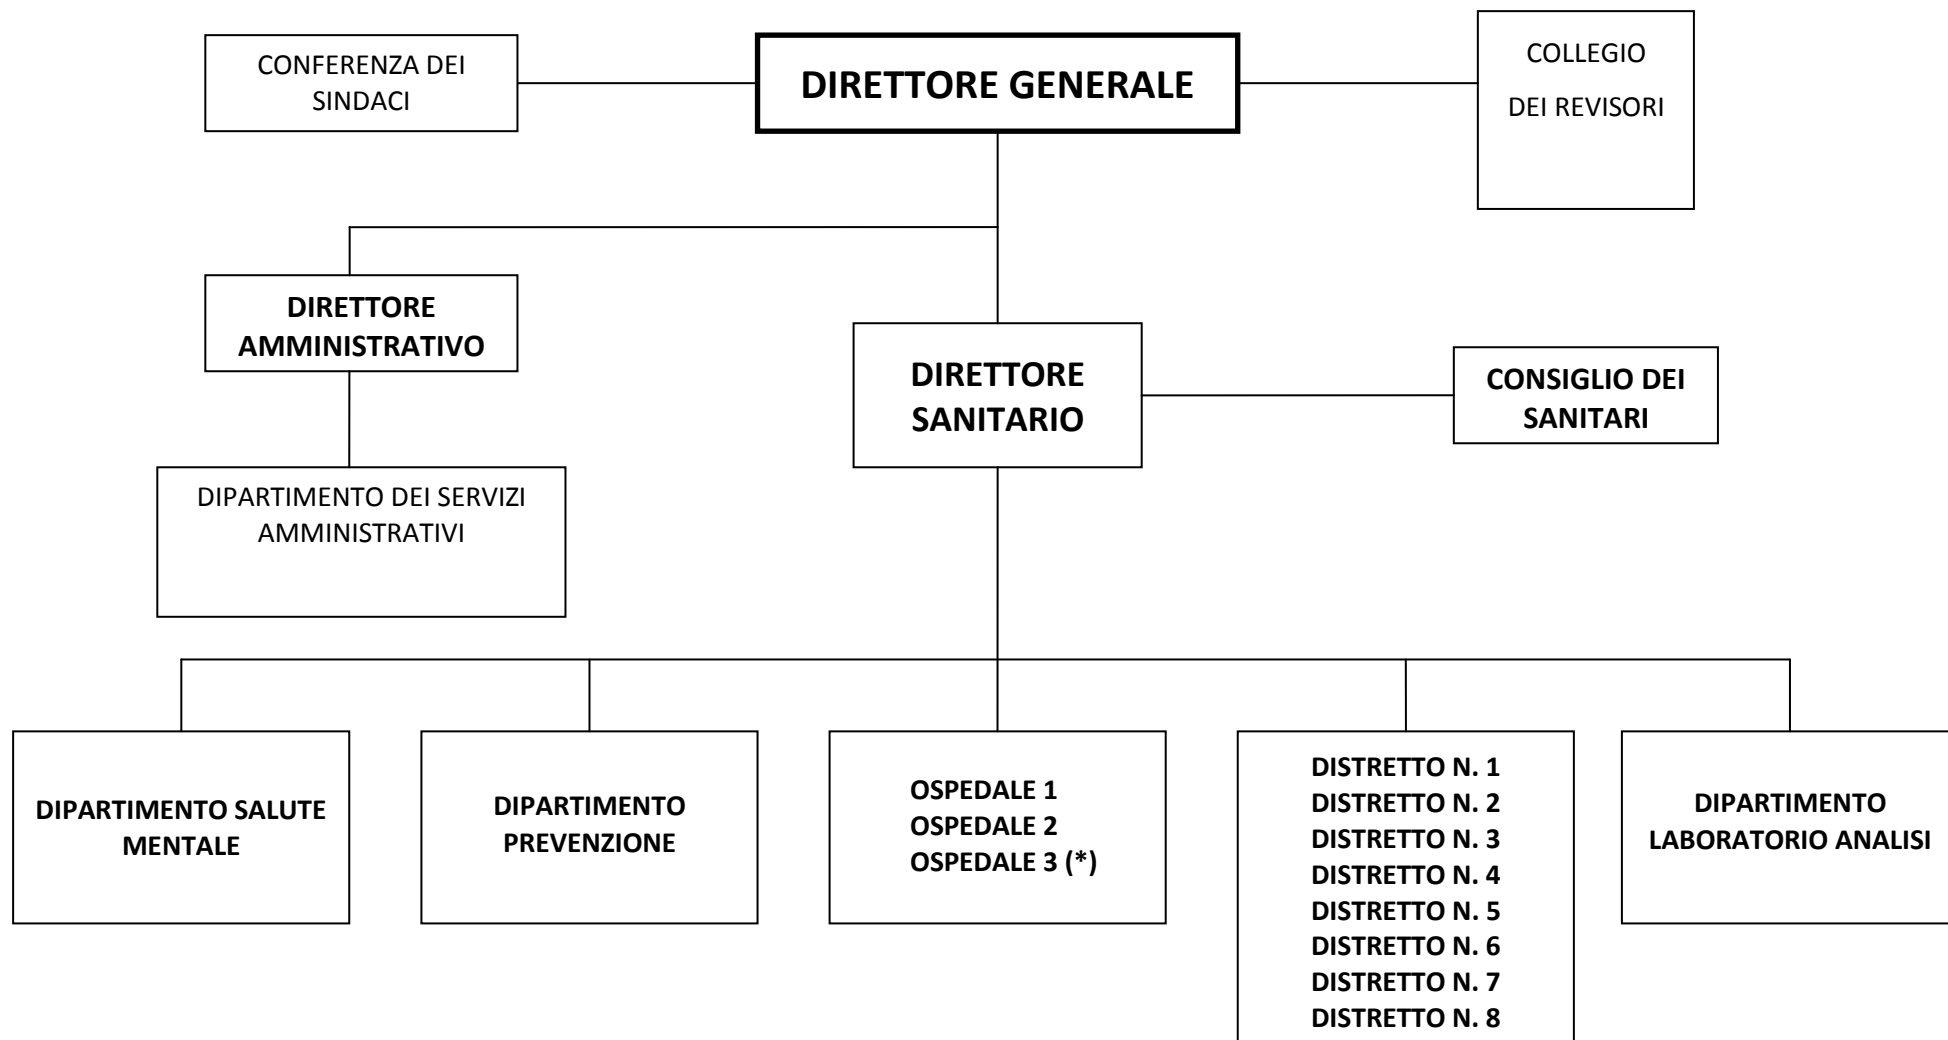 CONFERENZA DEI
SINDACI
DIRETTORE GENERALE
COLLEGIO
DEI REVISORI
DIRETTORE
AMMINISTRATIVO
DIRETTORE
SANITARIO
CONSIGLIO DEI
SANITARI
DIPARTIMENTO DEI SERVIZI
AMMINISTRATIVI
DIPARTIMENTO SALUTE
MENTALE
DIPARTIMENTO
PREVENZIONE
OSPEDALE 1
OSPEDALE 2
OSPEDALE 3 (*)
DISTRETTO N. 1
DISTRETTO N. 2
DISTRETTO N. 3
DISTRETTO N. 4
DISTRETTO N. 5
DISTRETTO N. 6
DISTRETTO N. 7
DISTRETTO N. 8
DIPARTIMENTO
LABORATORIO ANALISI